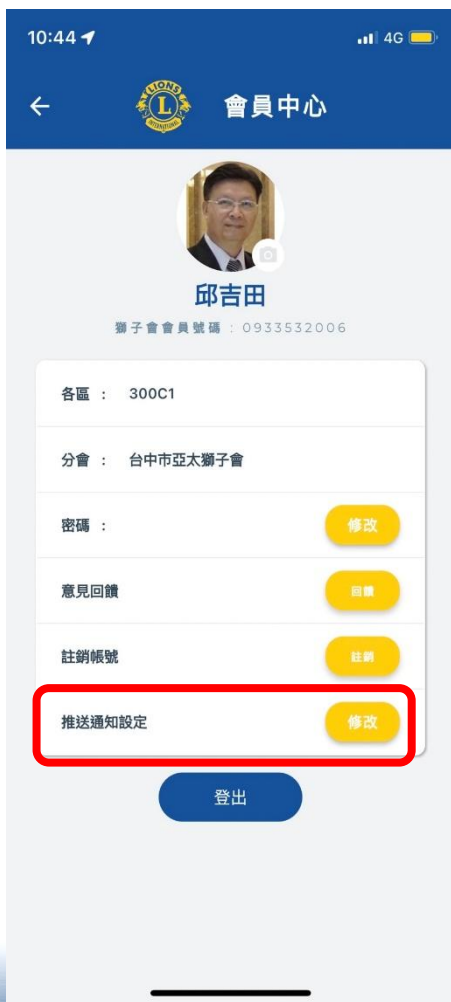 10:44
4G
LIONS
L
INTERNATIONAL
會員中心
邱吉田
獅子會會員號碼 : 0933532006
各區 : 300C1
分會 : 台中市亞太獅子會
密碼 : 修改
意見回饋 回饋
註銷帳號 註銷
推送通知設定 修改
登出